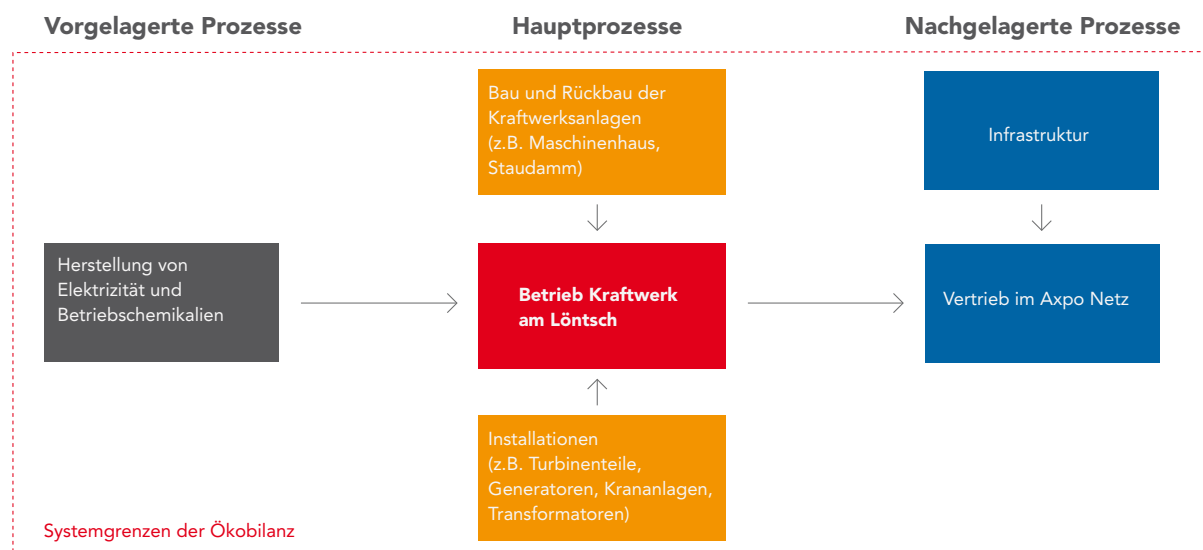 Vorgelagerte Prozesse
Hauptprozesse
Nachgelagerte Prozesse
Bau und Rückbau der
Kraftwerksanlagen
(z.B. Maschinenhaus,
Staudamm)
Infrastruktur
Herstellung von
Elektrizität und
Betriebschemikalien
Betrieb Kraftwerk
am Löntsch
Vertrieb im Axpo Netz
Installationen
(z.B. Turbinenteile,
Generatoren, Krananlagen,
Transformatoren)
Systemgrenzen der Ökobilanz